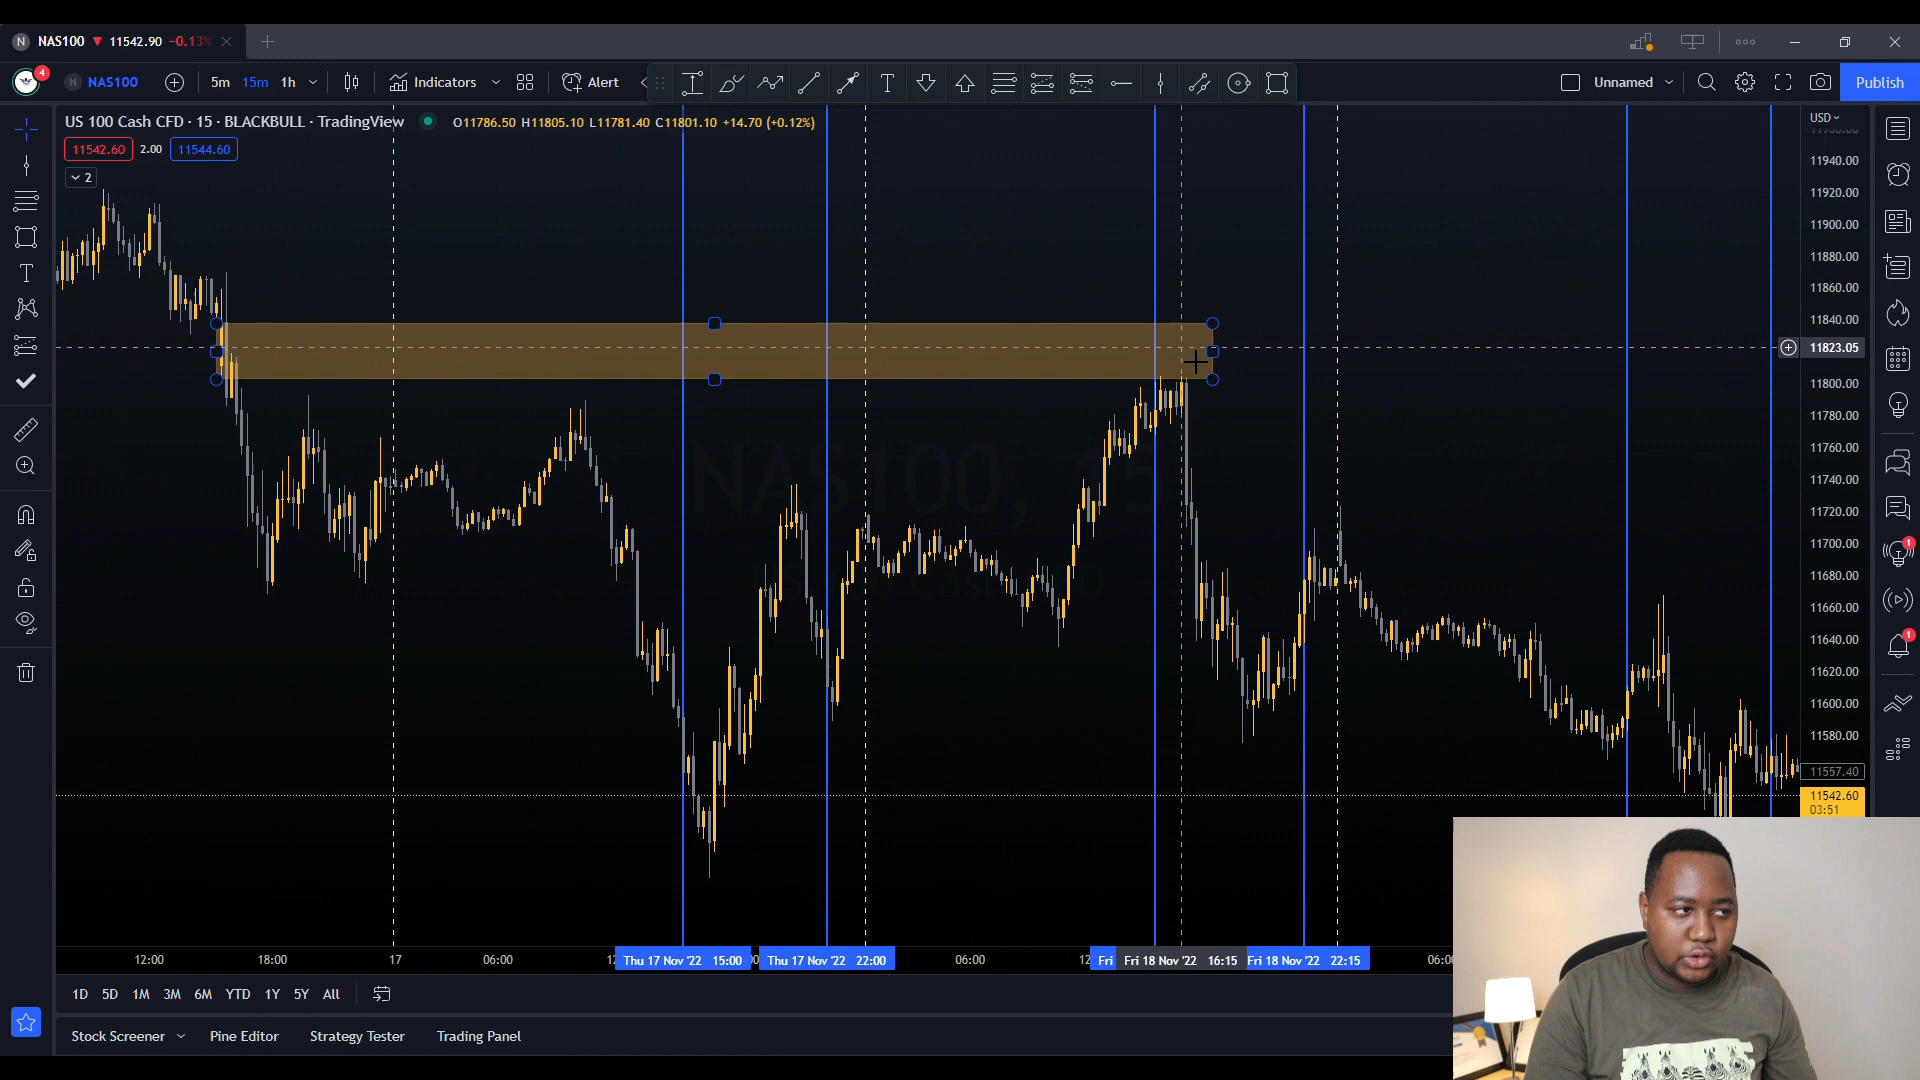 N NAS100 ▼ 11542.90 −0.13%
4
N NAS100 5m 15m 1h Indicators Alert Unnamed Publish
US 100 Cash CFD · 15 · BLACKBULL · TradingView O11786.50 H11805.10 L11781.40 C11801.10 +14.70 (+0.12%)
11542.60 2.00 11544.60
2
USD
11940.00
11920.00
11900.00
11880.00
11860.00
11840.00
11823.05
11800.00
11780.00
11760.00
11740.00
11720.00
11700.00
11680.00
11660.00
11640.00
11620.00
11600.00
11580.00
11557.40
11542.60
03:51
1
1
NAS100,
12:00 18:00 17 06:00 Thu 17 Nov '22 15:00 Thu 17 Nov '22 22:00 06:00 Fri Fri 18 Nov '22 16:15 Fri 18 Nov '22 22:15
1D 5D 1M 3M 6M YTD 1Y 5Y All
Stock Screener Pine Editor Strategy Tester Trading Panel